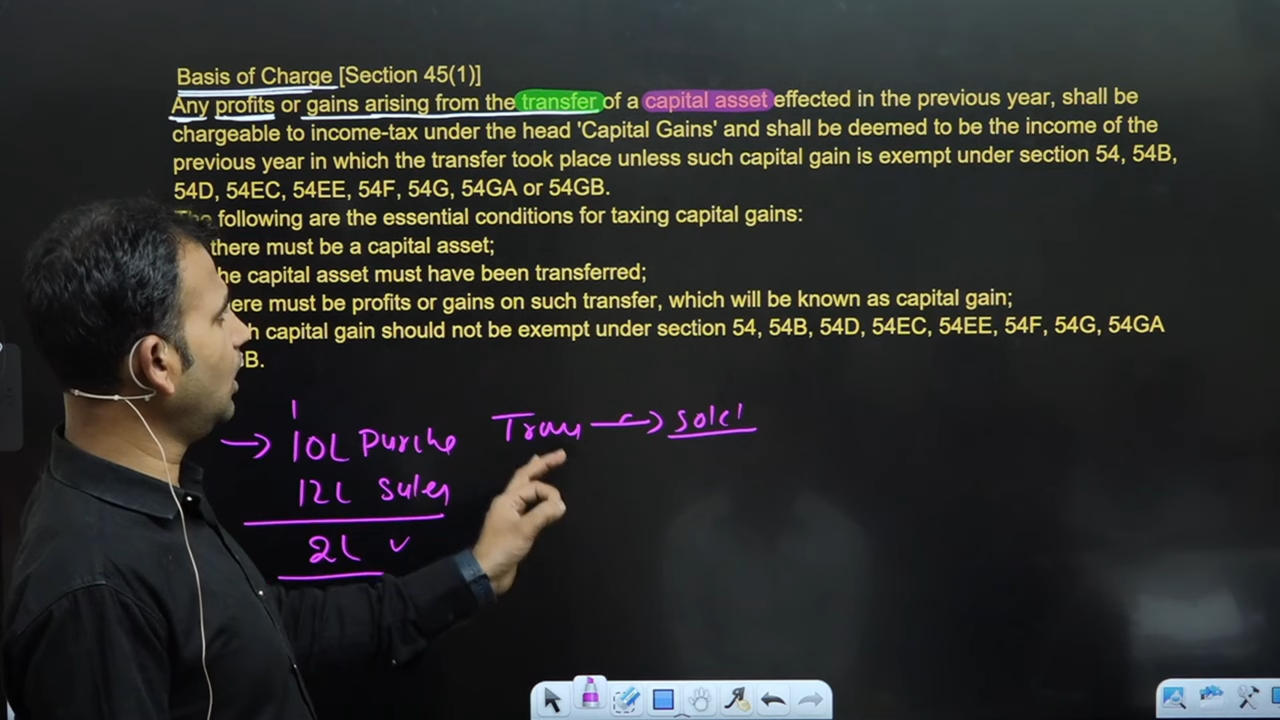 Basis of Charge [Section 45(1)]
Any profits or gains arising from the transfer of a capital asset effected in the previous year, shall be
chargeable to income-tax under the head 'Capital Gains' and shall be deemed to be the income of the
previous year in which the transfer took place unless such capital gain is exempt under section 54, 54B,
54D, 54EC, 54EE, 54F, 54G, 54GA or 54GB.
The following are the essential conditions for taxing capital gains:
there must be a capital asset;
he capital asset must have been transferred;
ere must be profits or gains on such transfer, which will be known as capital gain;
h capital gain should not be exempt under section 54, 54B, 54D, 54EC, 54EE, 54F, 54G, 54GA
B.
→ 10L → sold
12L
2L ✓